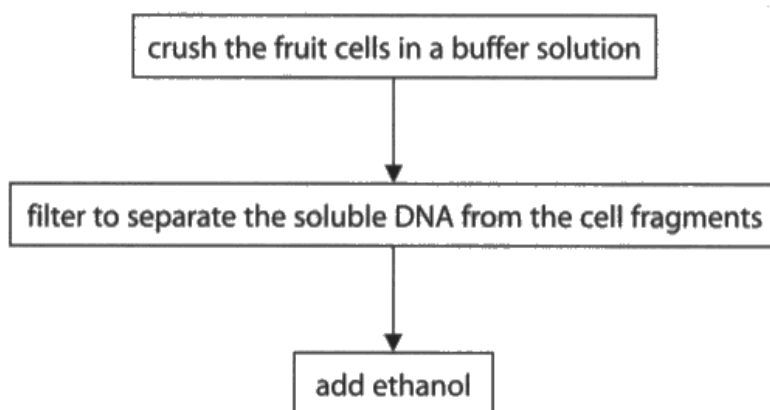 crush the fruit cells in a buffer solution
filter to separate the soluble DNA from the cell fragments
add ethanol